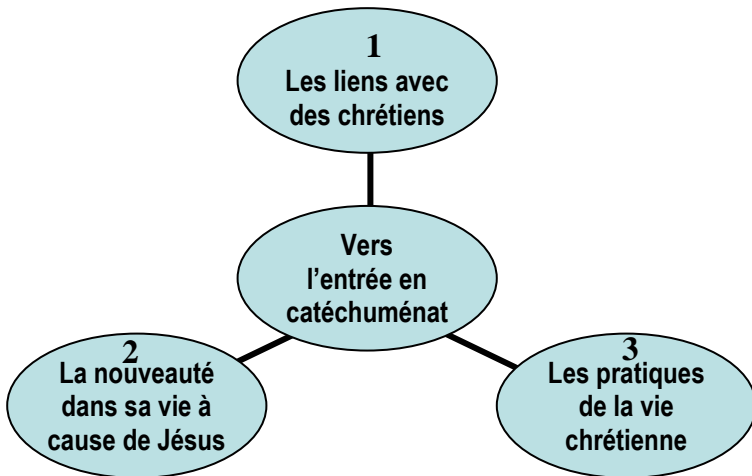 1
Les liens avec
des chrétiens
Vers
l’entrée en
catéchuménat
2
La nouveauté
dans sa vie à
cause de Jésus
3
Les pratiques
de la vie
chrétienne